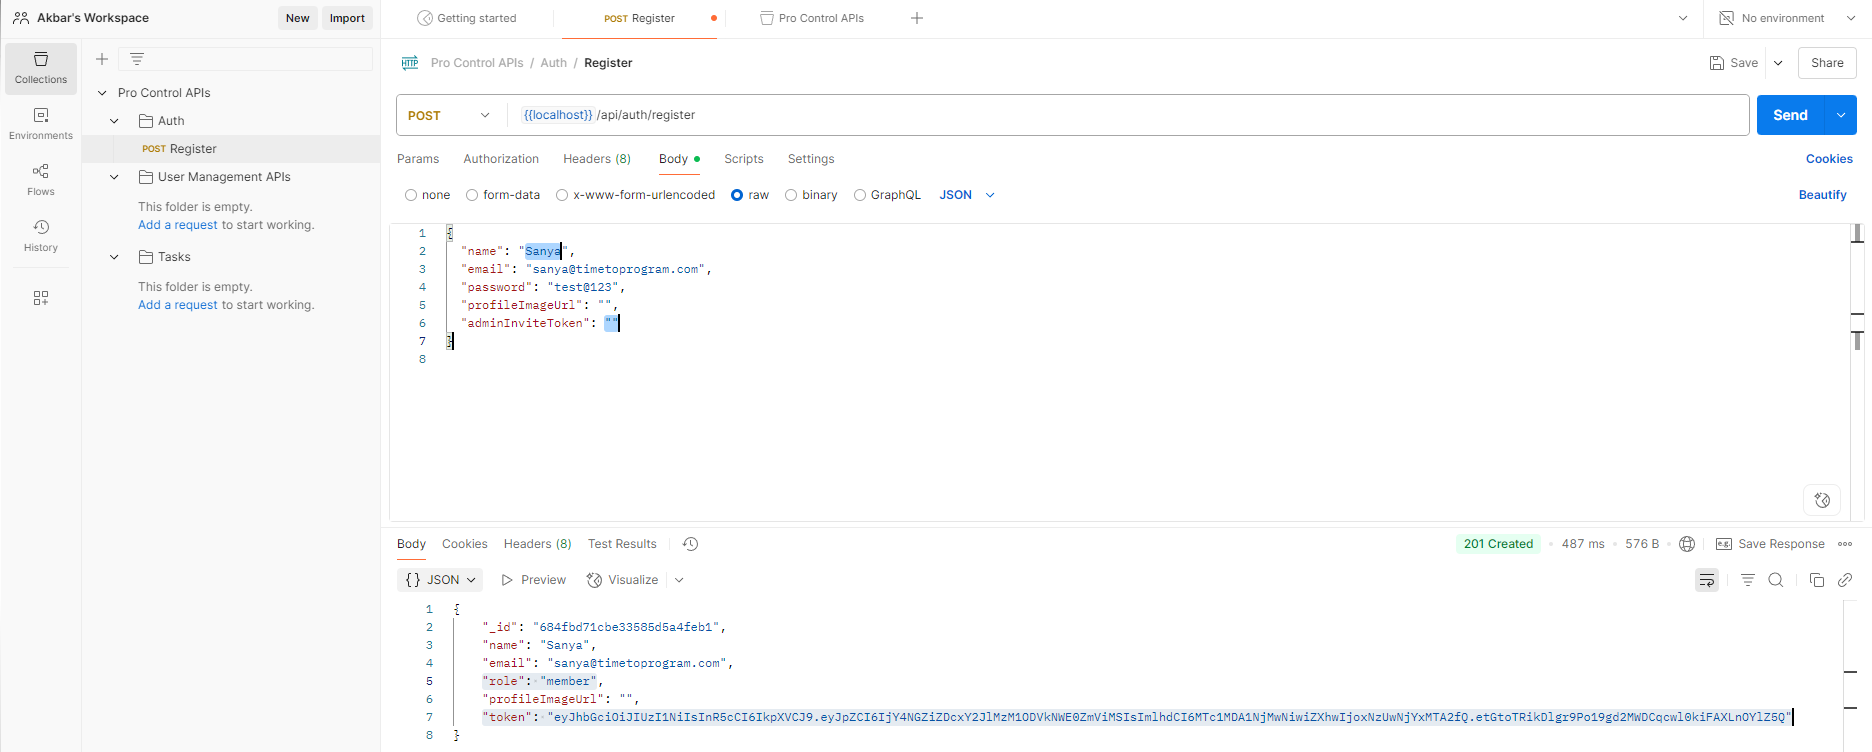 Akbar's Workspace
New
Import
Getting started
POST Register
Pro Control APIs
No environment
Collections
Environments
Flows
History
Pro Control APIs
Auth
POST Register
User Management APIs
This folder is empty.
Add a request to start working.
Tasks
This folder is empty.
Add a request to start working.
HTTP
Pro Control APIs / Auth / Register
Save
Share
POST
{{localhost}} /api/auth/register
Send
Params
Authorization
Headers (8)
Body
Scripts
Settings
Cookies
none
form-data
x-www-form-urlencoded
raw
binary
GraphQL
JSON
Beautify
1 {
2 "name": "Sanya",
3 "email": "sanya@timetoprogram.com",
4 "password": "test@123",
5 "profileImageUrl": "",
6 "adminInviteToken": ""
7 }
8
Body
Cookies
Headers (8)
Test Results
201 Created
487 ms
576 B
e.g.
Save Response
{} JSON
Preview
Visualize
1 {
2 "_id": "684fbd71cbe33585d5a4feb1",
3 "name": "Sanya",
4 "email": "sanya@timetoprogram.com",
5 "role": "member",
6 "profileImageUrl": "",
7 "token": "eyJhbGciOiJIUzI1NiIsInR5cCI6IkpXVCJ9.eyJpZCI6IjY4NGZiZDcxY2JlMzM1ODVkNWE0ZmViMSIsImlhdCI6MTc1MDA1NjMwNiwiZXhwIjoxNzUwNjYxMTA2fQ.etGtoTRikDlgr9Po19gd2MWDCqcwl0kiFAXLnOYlZ5Q"
8 }